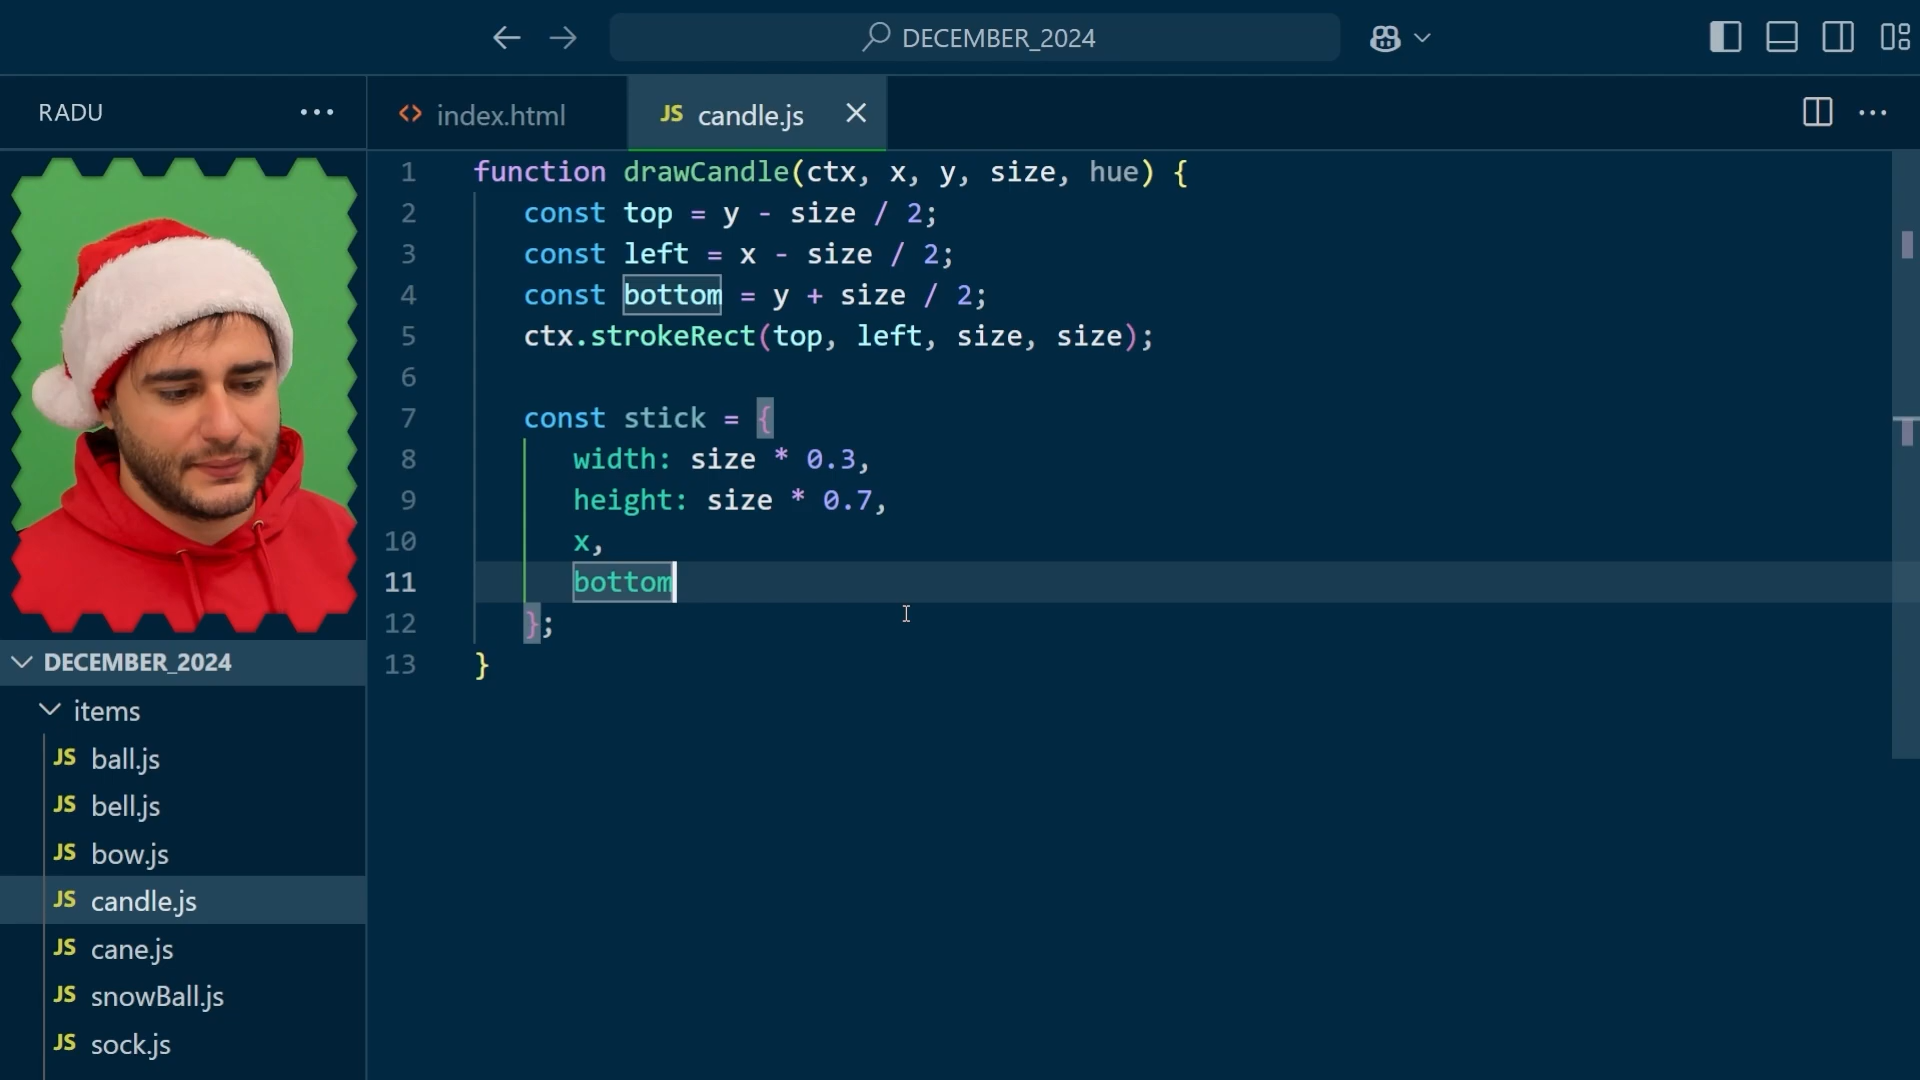 DECEMBER_2024
RADU
index.html
JS candle.js
1 function drawCandle(ctx, x, y, size, hue) {
2 const top = y - size / 2;
3 const left = x - size / 2;
4 const bottom = y + size / 2;
5 ctx.strokeRect(top, left, size, size);
6
7 const stick = {
8 width: size * 0.3,
9 height: size * 0.7,
10 x,
11 bottom
12 };
13 }
DECEMBER_2024
items
JS ball.js
JS bell.js
JS bow.js
JS candle.js
JS cane.js
JS snowBall.js
JS sock.js